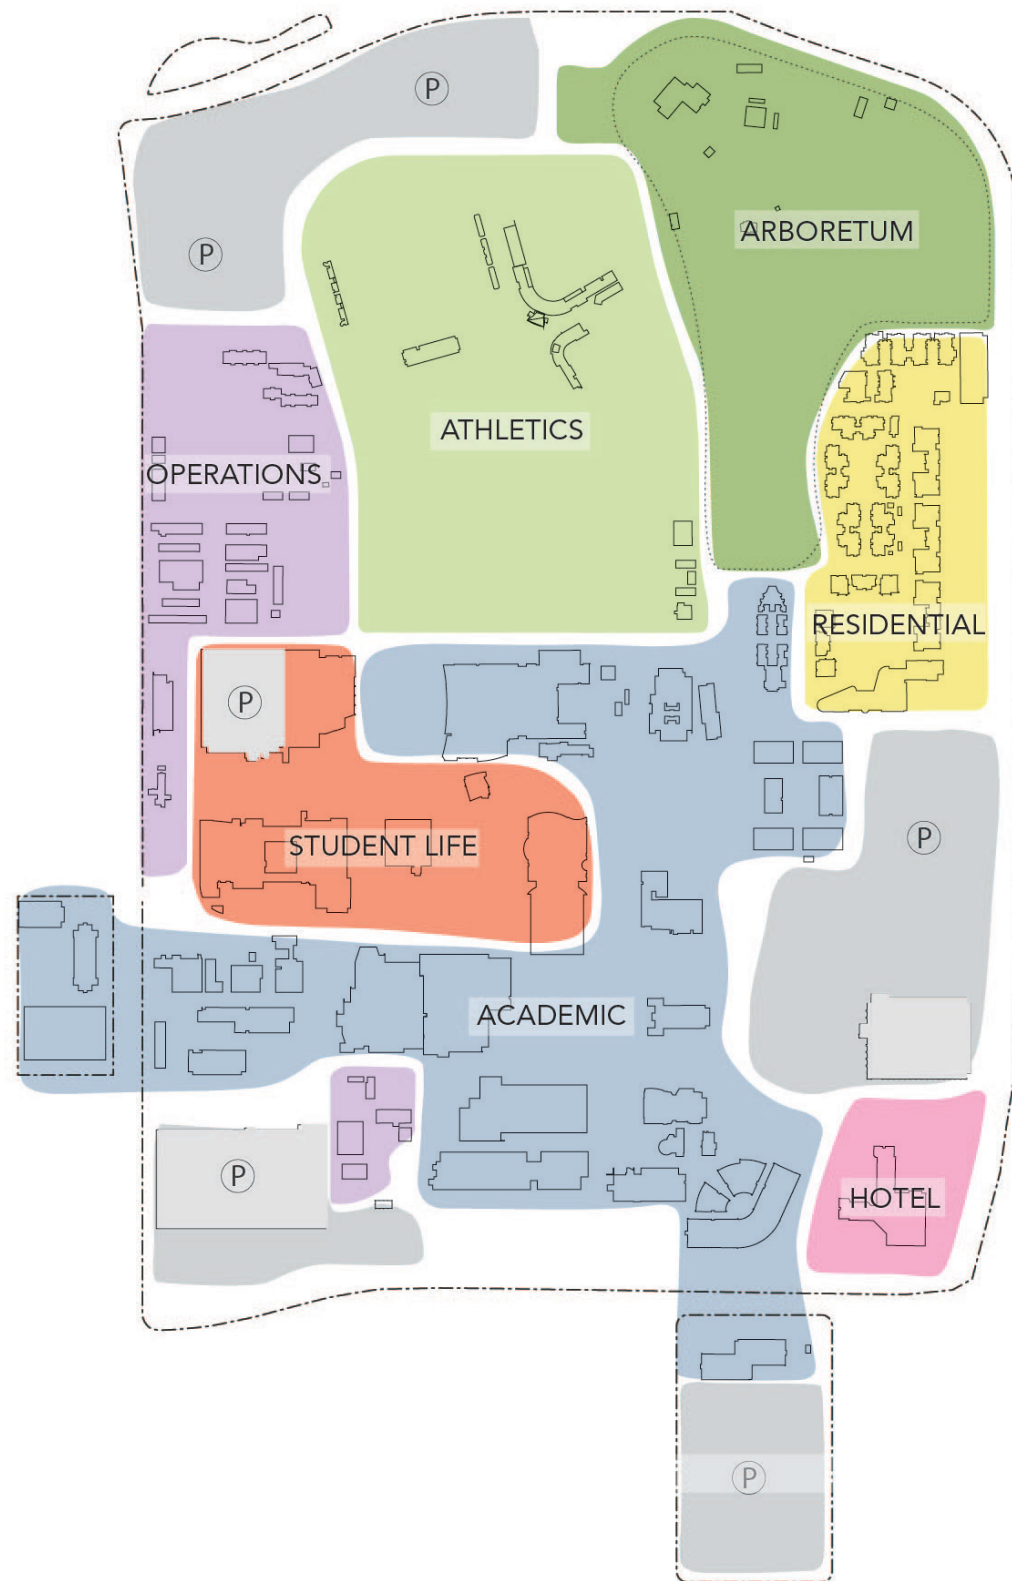 P
ARBORETUM
P
ATHLETICS
OPERATIONS
RESIDENTIAL
P
P
STUDENT LIFE
ACADEMIC
P
HOTEL
P